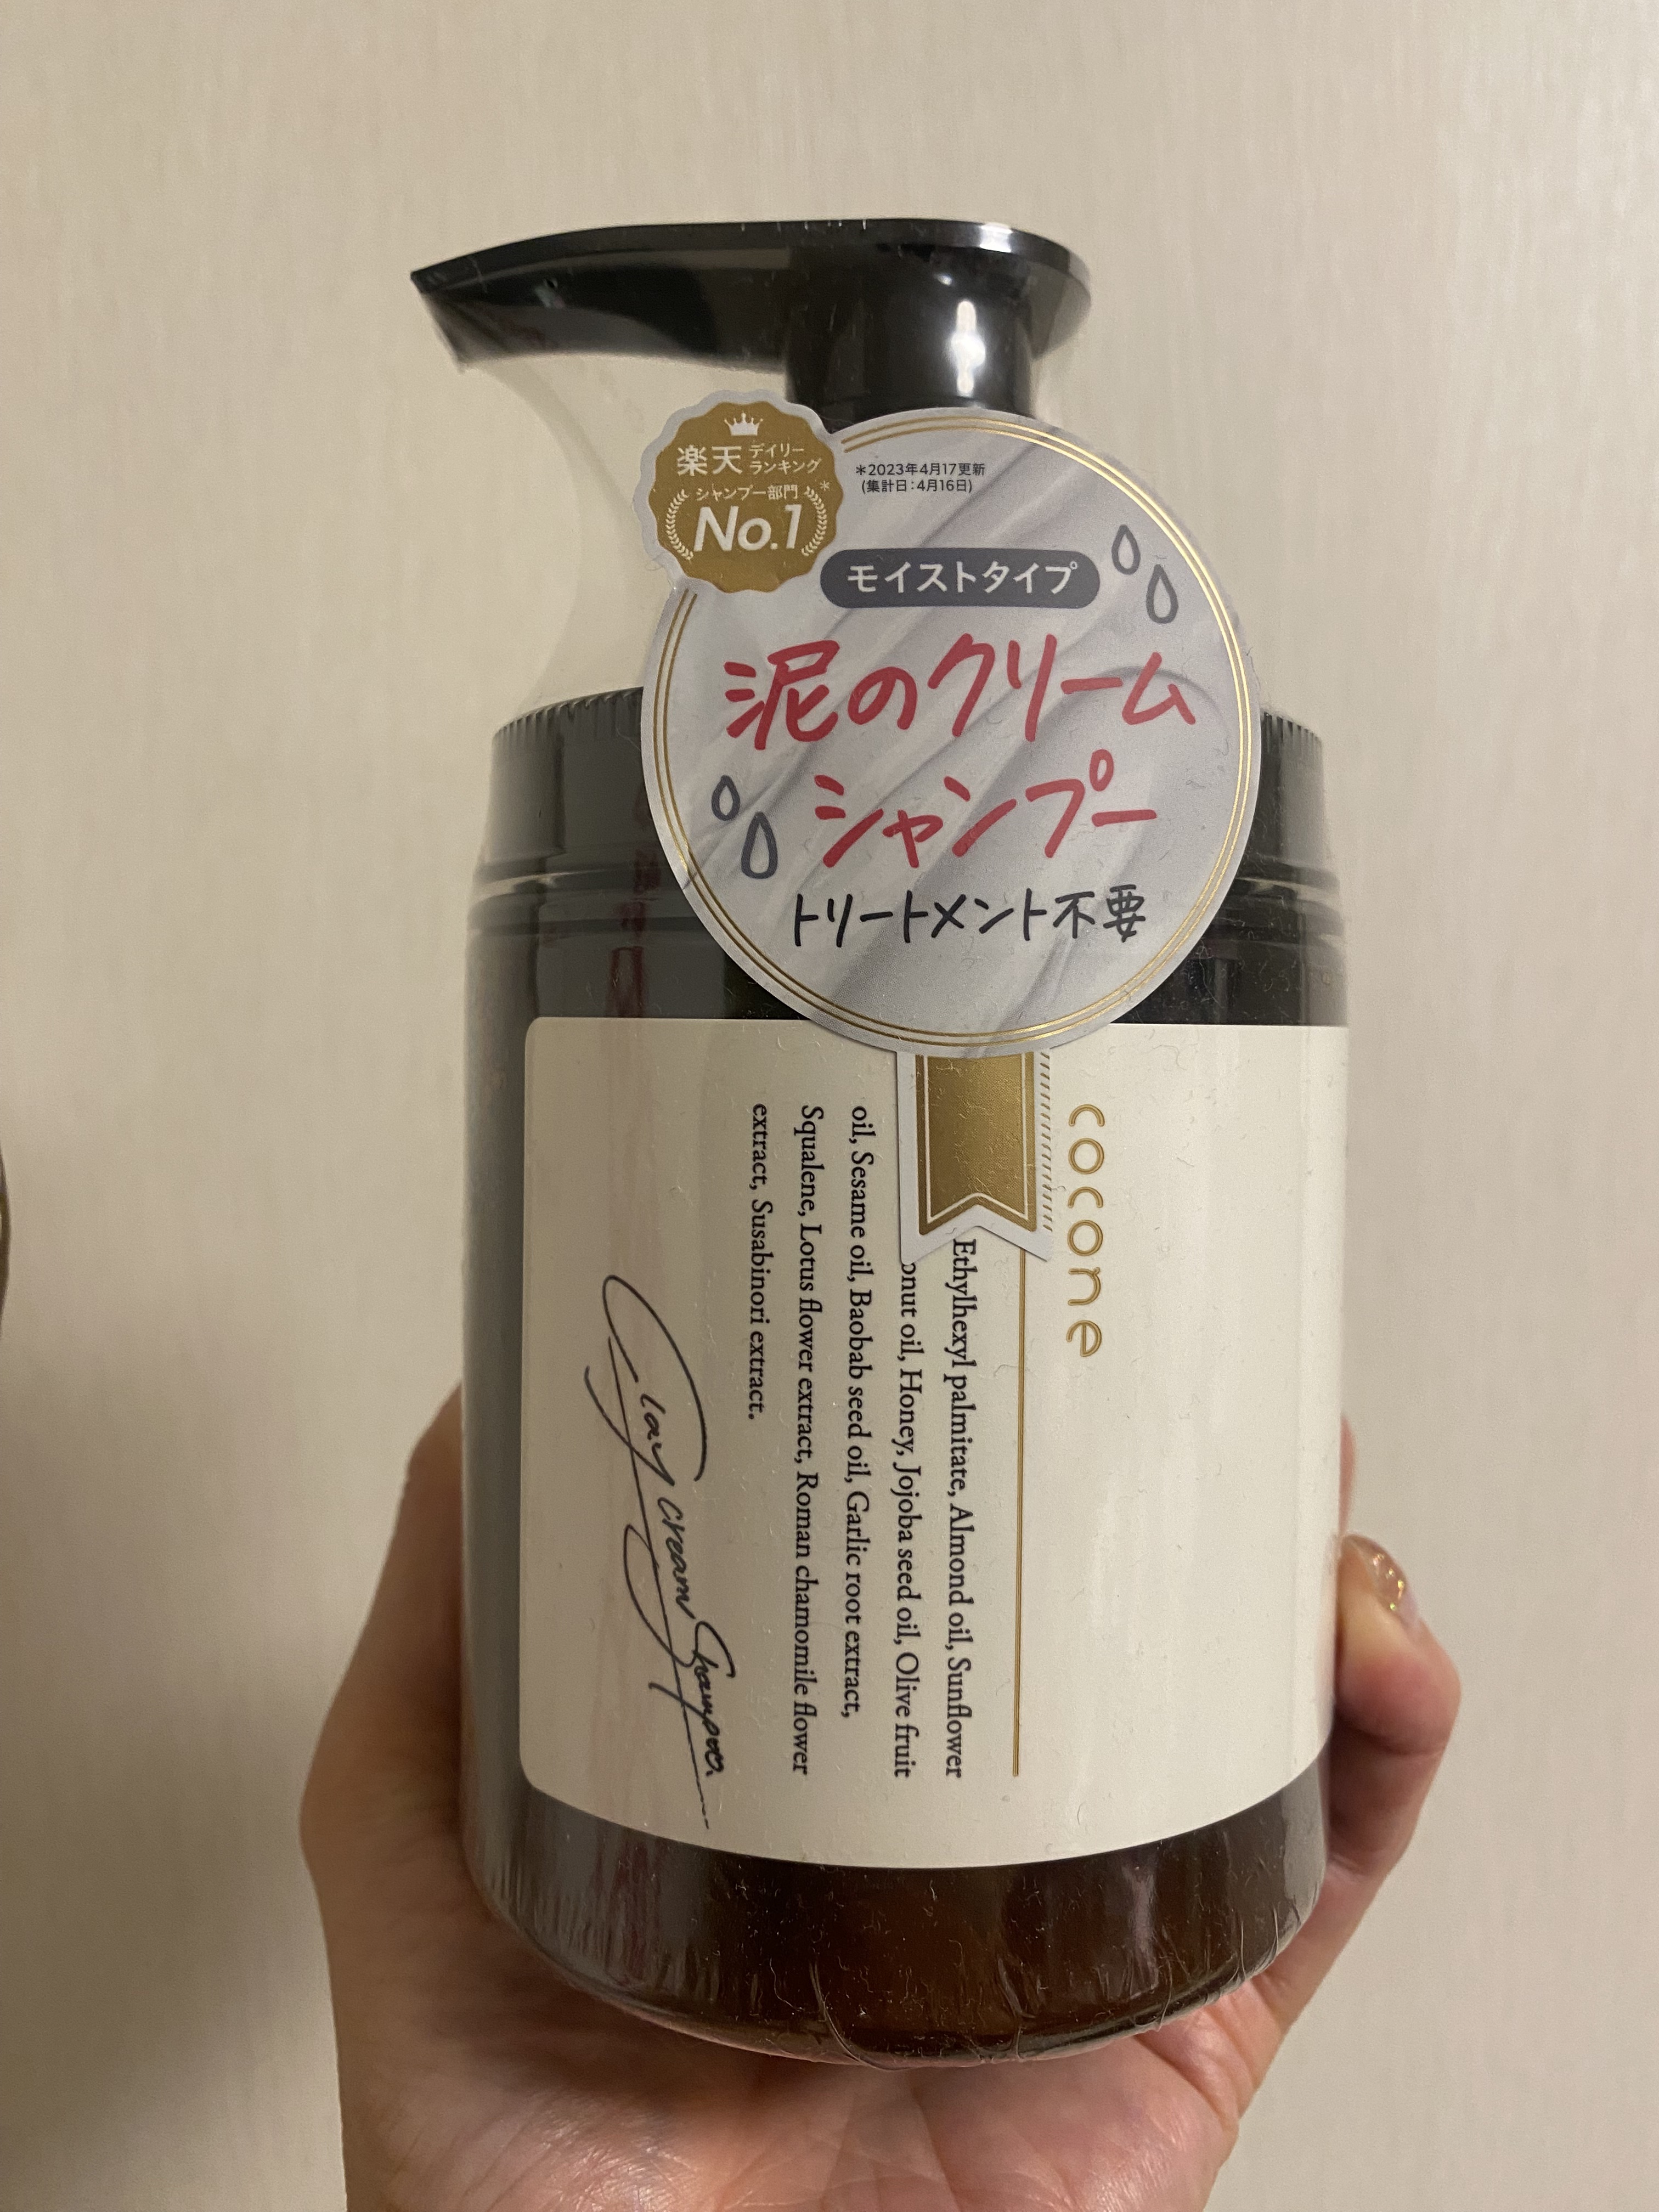 楽天 デイリー
ランキング
シャンプー部門*
No.1
*2023年4月17更新
(集計日:4月16日)
モイストタイプ
泥のクリーム
シャンプー
トリートメント不要
cocone
Ethylhexyl palmitate, Almond oil, Sunflower
oil, Honey, Jojoba seed oil, Olive fruit
oil, Sesame oil, Baobab seed oil, Garlic root extract,
Squalene, Lotus flower extract, Roman chamomile flower
extract, Susabinori extract.
Clay cream Shampoo.